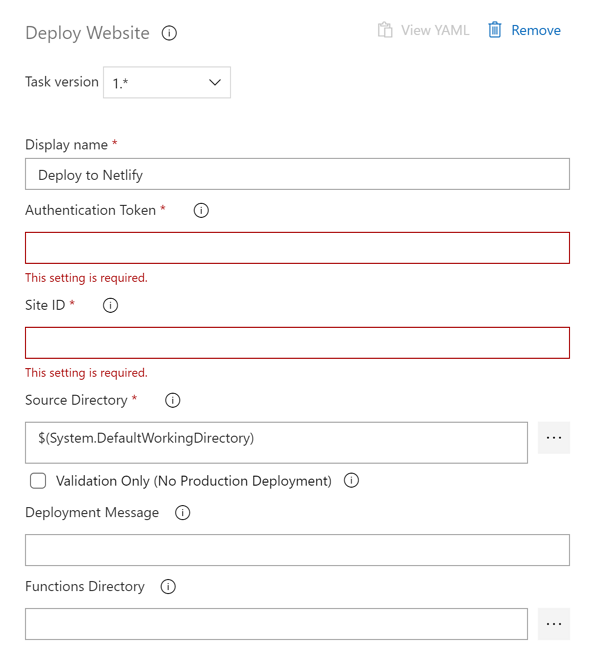 Deploy Website
View YAML
Remove
Task version 1.*
Display name *
Deploy to Netlify
Authentication Token *
This setting is required.
Site ID *
This setting is required.
Source Directory *
$(System.DefaultWorkingDirectory)
...
Validation Only (No Production Deployment)
Deployment Message
Functions Directory
...